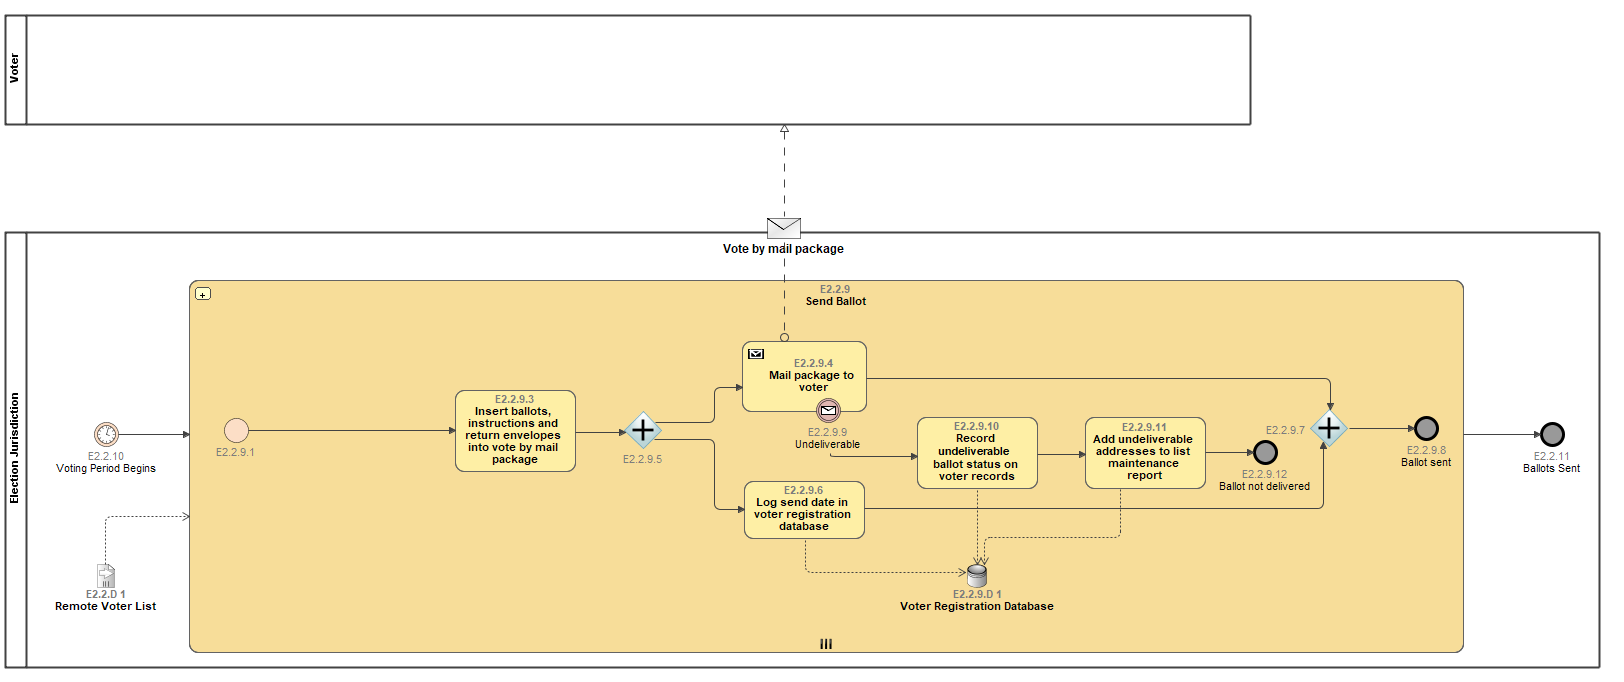 Voter
Vote by mail package
Election Jurisdiction
E2.2.9
Send Ballot
E2.2.10
Voting Period Begins
E2.2.D 1
Remote Voter List
E2.2.9.1
E2.2.9.3
Insert ballots,
instructions and
return envelopes
into vote by mail
package
E2.2.9.5
E2.2.9.4
Mail package to
voter
E2.2.9.9
Undeliverable
E2.2.9.6
Log send date in
voter registration
database
E2.2.9.10
Record
undeliverable
ballot status on
voter records
E2.2.9.11
Add undeliverable
addresses to list
maintenance
report
E2.2.9.12
Ballot not delivered
E2.2.9.7
E2.2.9.8
Ballot sent
E2.2.11
Ballots Sent
E2.2.9.D 1
Voter Registration Database